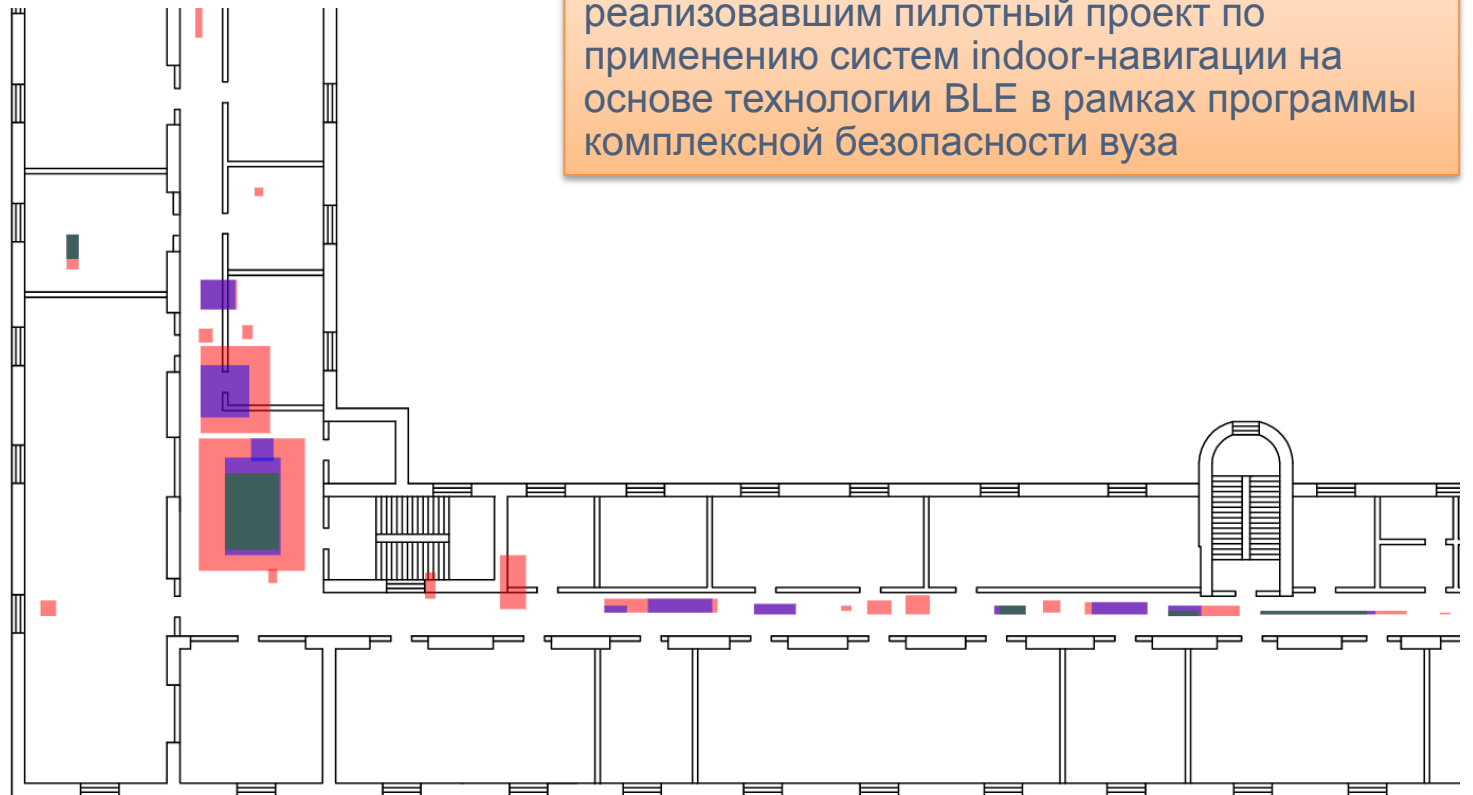 реализовавшим пилотный проект по
применению систем indoor-навигации на
основе технологии BLE в рамках программы
комплексной безопасности вуза